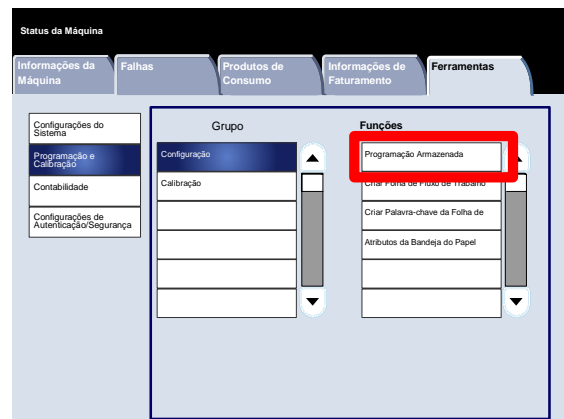 Status da Máquina
Informações da
Máquina
Falhas
Produtos de
Consumo
Informações de
Faturamento
Ferramentas
Configurações do
Sistema
Programação e
Calibração
Contabilidade
Configurações de
Autenticação/Segurança
Grupo
Configuração
Calibração
Funções
Programação Armazenada
Criar Folha de Fluxo de Trabalho
Criar Palavra-chave da Folha de
Atributos da Bandeja do Papel